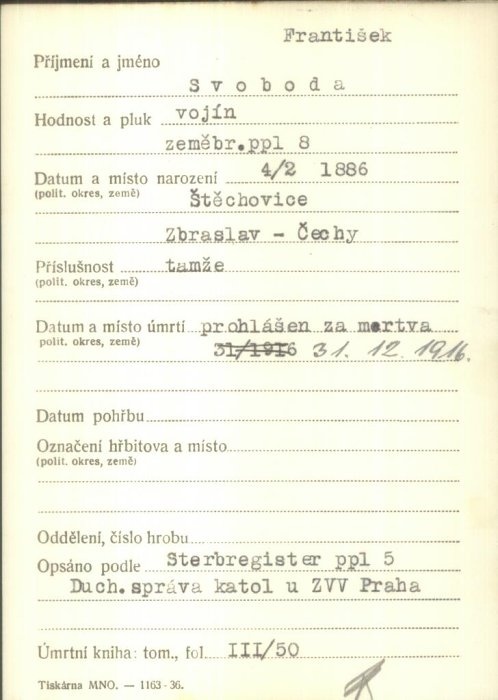 František
Příjmení a jméno
Svoboda
Hodnost a pluk vojín
zeměbr.ppl 8
Datum a místo narození 4/2 1886
(polit. okres, země) Štěchovice
Zbraslav - Čechy
Příslušnost tamže
(polit. okres, země)
Datum a místo úmrtí prohlášen za mertva
polit. okres, země) 31/1916 31. 12. 1916.
Datum pohřbu
Označení hřbitova a místo
(polit. okres, země)
Oddělení, číslo hrobu
Opsáno podle Sterbregister ppl 5
Duch.správa katol u ZVV Praha
Úmrtní kniha: tom., fol. III/50
Tiskárna MNO. — 1163-36.